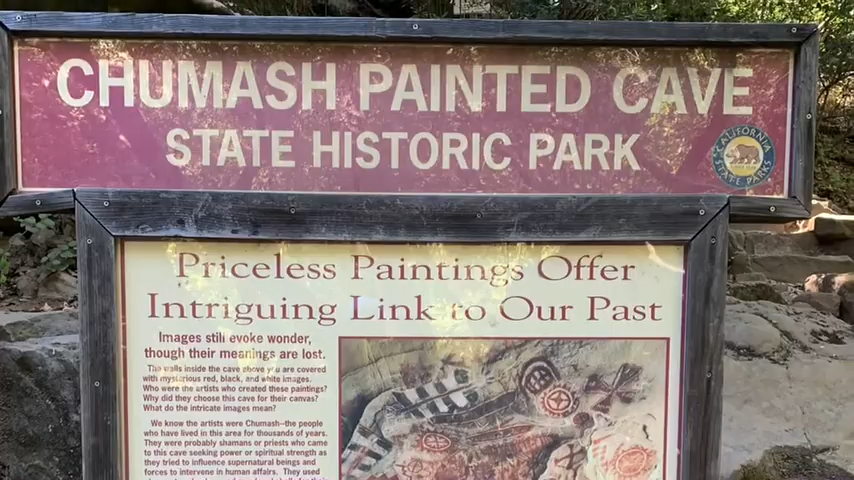 CHUMASH PAINTED CAVE
STATE HISTORIC PARK
CALIFORNIA
STATE PARKS
Priceless Paintings Offer
Intriguing Link to Our Past
Images still evoke wonder,
though their meanings are lost.
The walls inside the cave above you are covered
with mysterious red, black, and white images.
Who were the artists who created these paintings?
Why did they choose this cave for their canvas?
What do the intricate images mean?
We know the artists were Chumash—the people
who have lived in this area for thousands of years.
They were probably shamans or priests who came
to this cave seeking power or spiritual strength as
they tried to influence supernatural beings and
forces to intervene in human affairs. They used